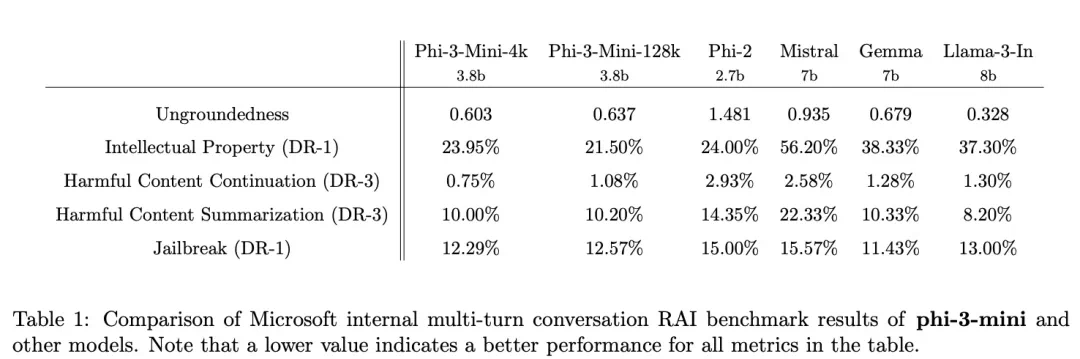 Phi-3-Mini-4k Phi-3-Mini-128k Phi-2 Mistral Gemma Llama-3-In
3.8b 3.8b 2.7b 7b 7b 8b
Ungroundedness 0.603 0.637 1.481 0.935 0.679 0.328
Intellectual Property (DR-1) 23.95% 21.50% 24.00% 56.20% 38.33% 37.30%
Harmful Content Continuation (DR-3) 0.75% 1.08% 2.93% 2.58% 1.28% 1.30%
Harmful Content Summarization (DR-3) 10.00% 10.20% 14.35% 22.33% 10.33% 8.20%
Jailbreak (DR-1) 12.29% 12.57% 15.00% 15.57% 11.43% 13.00%
Table 1: Comparison of Microsoft internal multi-turn conversation RAI benchmark results of phi-3-mini and
other models. Note that a lower value indicates a better performance for all metrics in the table.